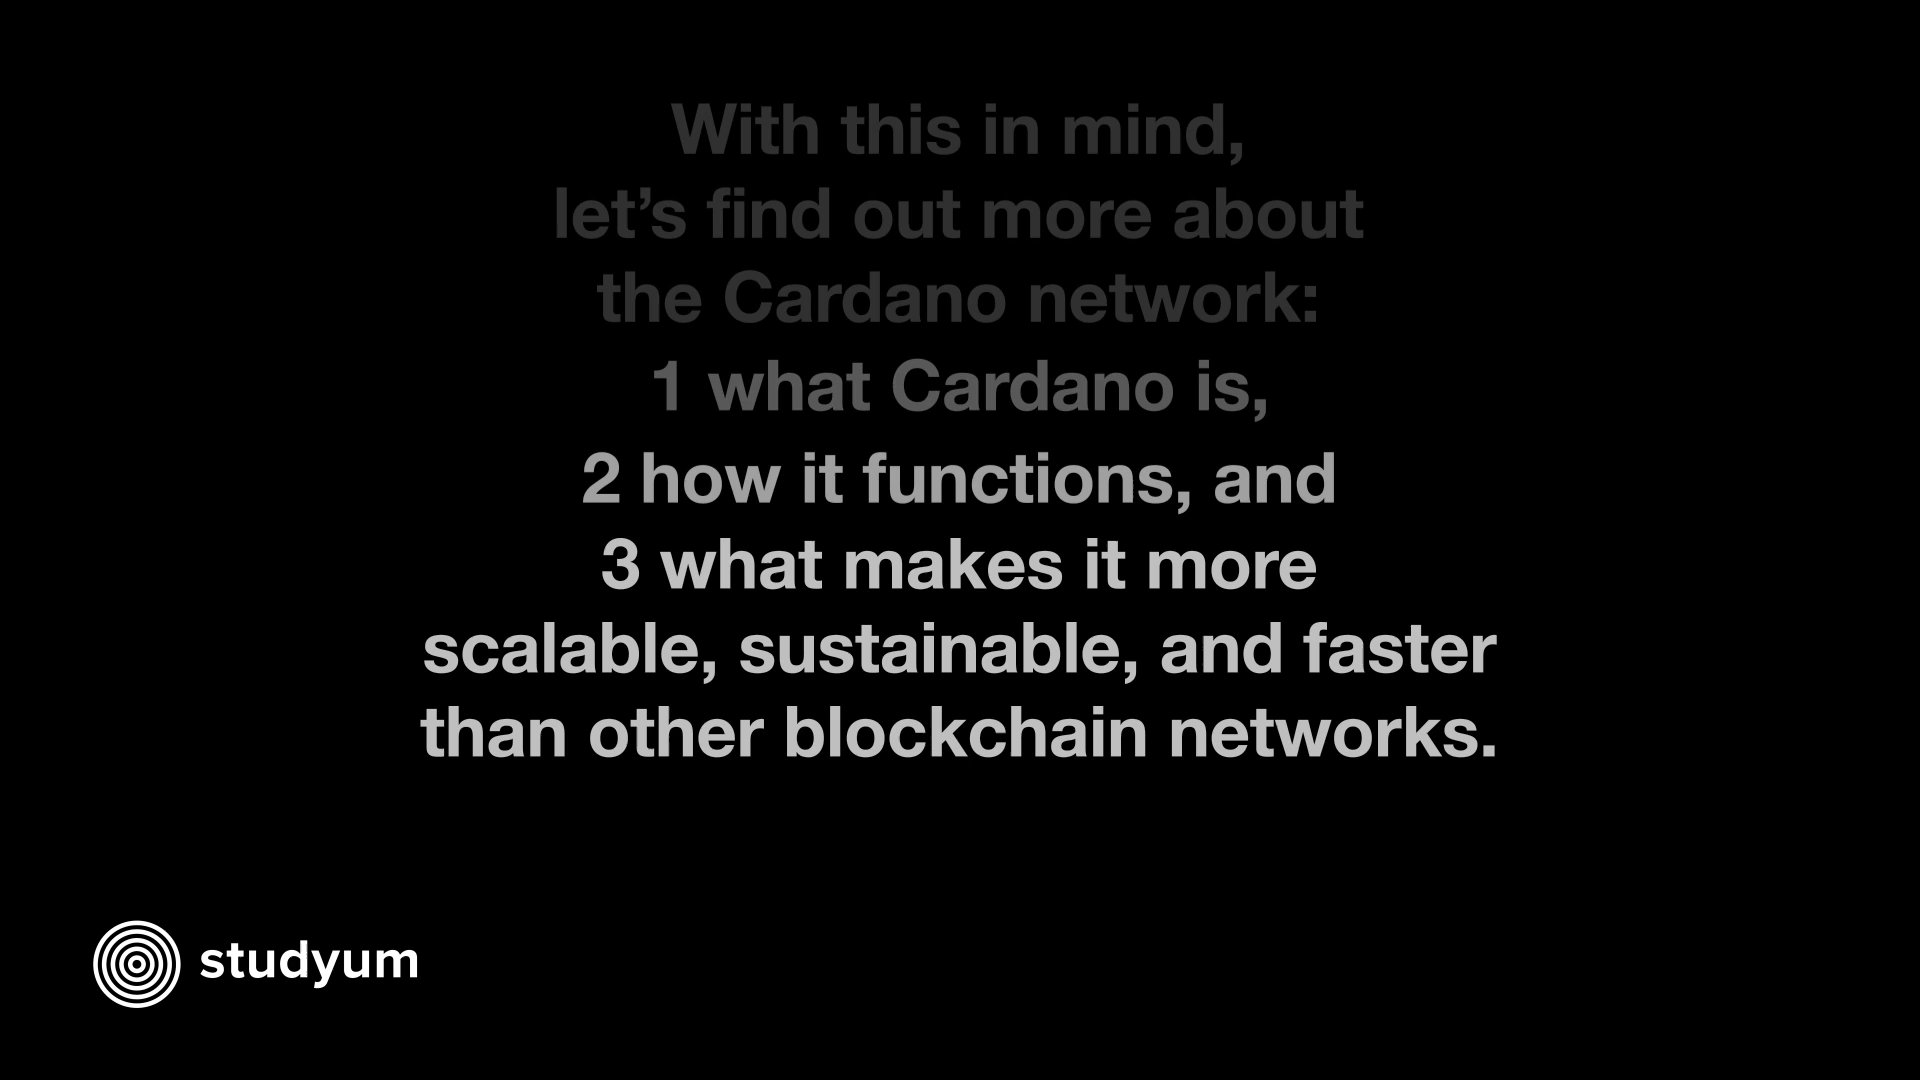 With this in mind,
let’s find out more about
the Cardano network:
1 what Cardano is,
2 how it functions, and
3 what makes it more
scalable, sustainable, and faster
than other blockchain networks.
studyum